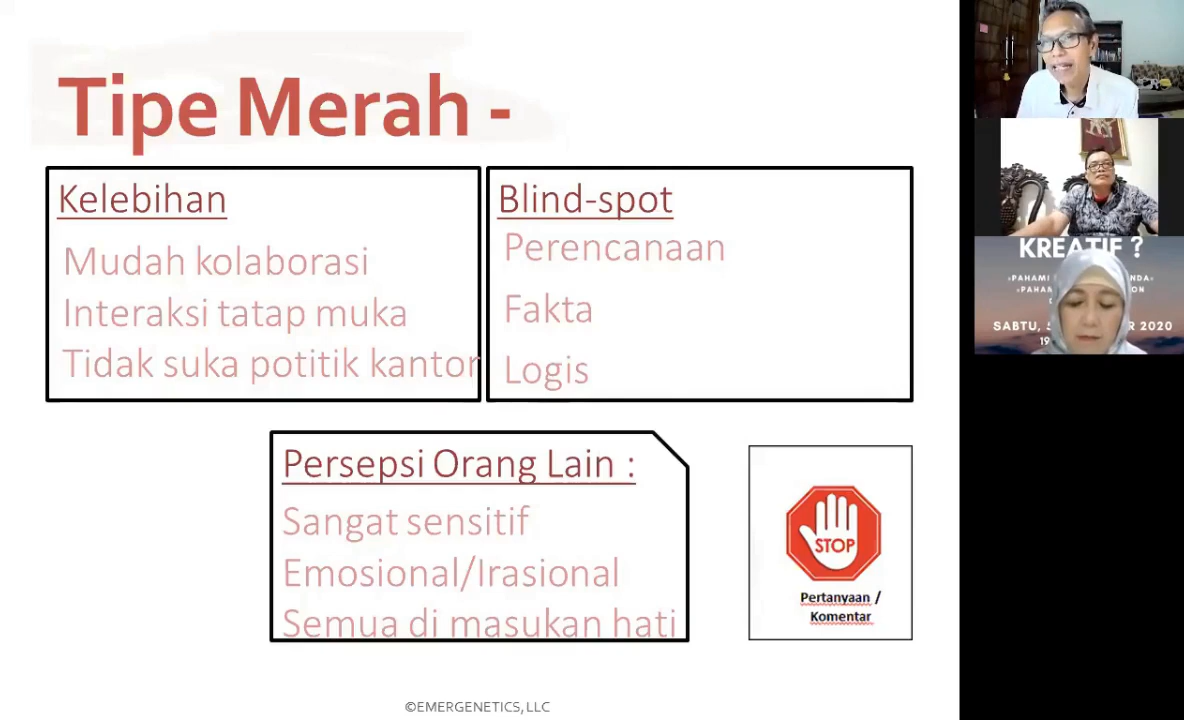 Tipe Merah -
Kelebihan
Mudah kolaborasi
Interaksi tatap muka
Tidak suka potitik kantor
Blind-spot
Perencanaan
Fakta
Logis
Persepsi Orang Lain :
Sangat sensitif
Emosional/Irasional
Semua di masukan hati
STOP
Pertanyaan /
Komentar
©EMERGENETICS, LLC
KREATIF ?
SABTU,
2020